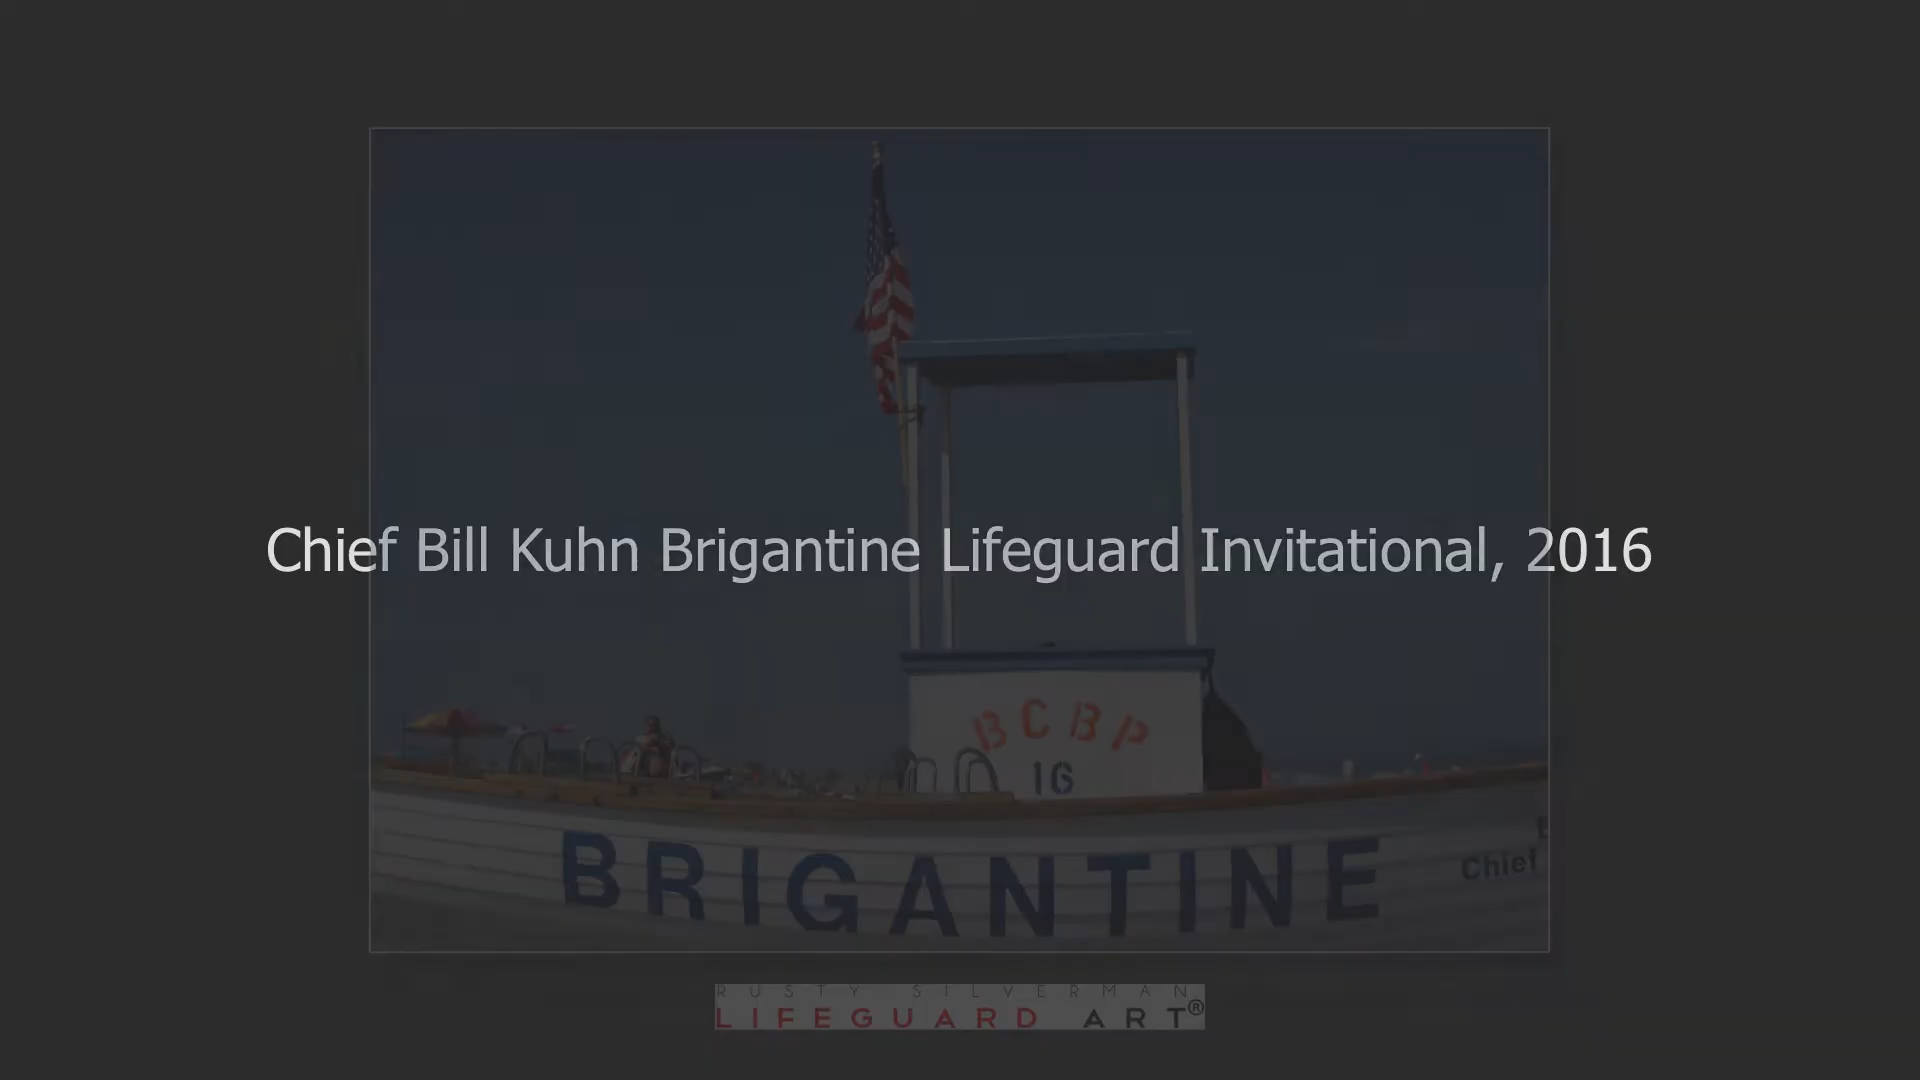 Chief Bill Kuhn Brigantine Lifeguard Invitational, 2016
BCBP
16
BRIGANTINE
Chief
RUSTY SILVERMAN
LIFEGUARD ART®